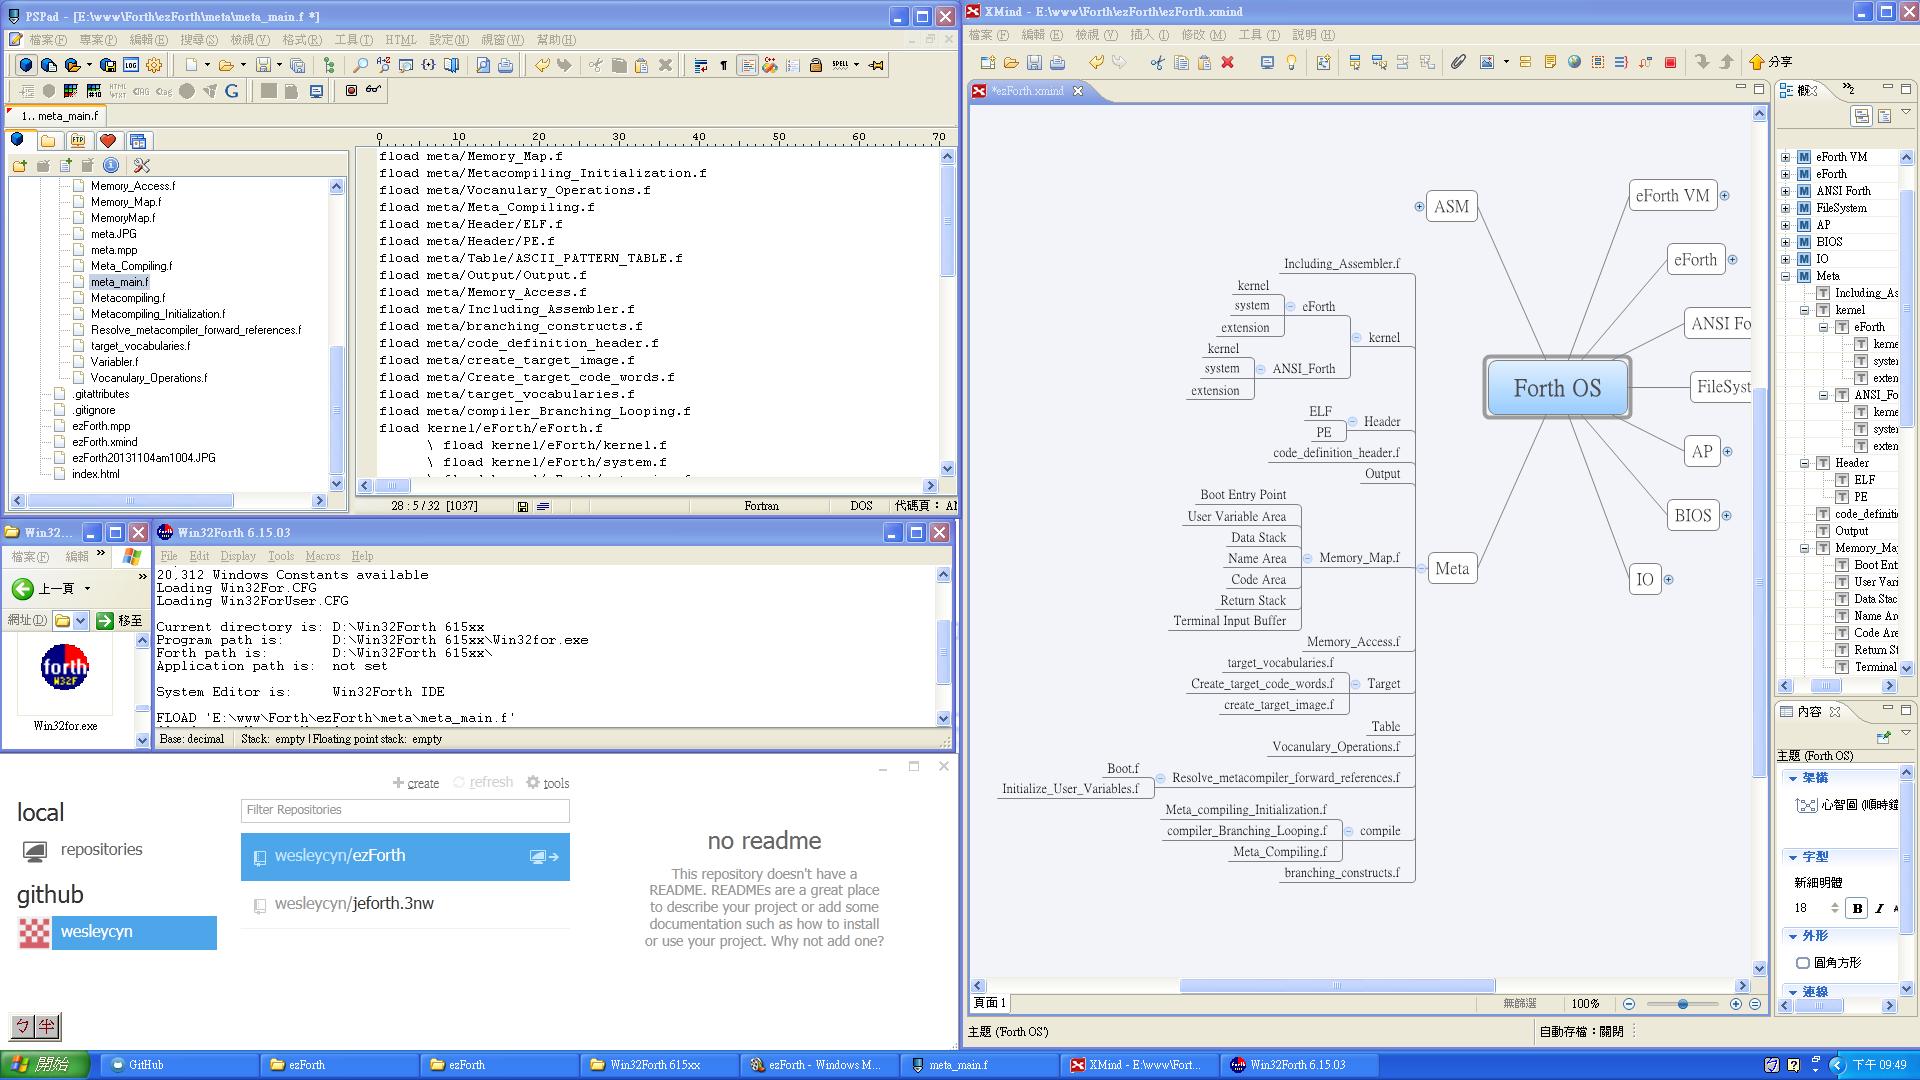 PSPad - [E:\www\Forth\ezForth\meta\meta_main.f *]
檔案(F) 專案(P) 編輯(E) 搜尋(S) 檢視(V) 格式(R) 工具(T) HTML 設定(N) 視窗(W) 幫助(H)
1.. meta_main.f
0 10 20 30 40 50 60 70
Memory_Access.f
Memory_Map.f
MemoryMap.f
meta.JPG
meta.mpp
Meta_Compiling.f
meta_main.f
Metacompiling.f
Metacompiling_Initialization.f
Resolve_metacompiler_forward_references.f
target_vocabularies.f
Variabler.f
Vocanulary_Operations.f
.gitattributes
.gitignore
ezForth.mpp
ezForth.xmind
ezForth20131104am1004.JPG
index.html
fload meta/Memory_Map.f
fload meta/Metacompiling_Initialization.f
fload meta/Vocanulary_Operations.f
fload meta/Meta_Compiling.f
fload meta/Header/ELF.f
fload meta/Header/PE.f
fload meta/Table/ASCII_PATTERN_TABLE.f
fload meta/Output/Output.f
fload meta/Memory_Access.f
fload meta/Including_Assembler.f
fload meta/branching_constructs.f
fload meta/code_definition_header.f
fload meta/create_target_image.f
fload meta/Create_target_code_words.f
fload meta/target_vocabularies.f
fload meta/compiler_Branching_Looping.f
fload kernel/eForth/eForth.f
\ fload kernel/eForth/kernel.f
\ fload kernel/eForth/system.f
28 : 5 / 32 [1037] Fortran DOS 代碼頁：
Win32...
檔案(F) 編輯
上一頁
網址(D) 移至
Win32for.exe
Win32Forth 6.15.03
File Edit Display Tools Macros Help
20,312 Windows Constants available
Loading Win32For.CFG
Loading Win32ForUser.CFG
Current directory is: D:\Win32Forth 615xx
Program path is: D:\Win32Forth 615xx\Win32for.exe
Forth path is: D:\Win32Forth 615xx\
Application path is: not set
System Editor is: Win32Forth IDE
FLOAD 'E:\www\Forth\ezForth\meta\meta_main.f'
Base: decimal Stack: empty | Floating point stack: empty
create refresh tools
local
repositories
github
wesleycyn
Filter Repositories
wesleycyn/ezForth
wesleycyn/jeforth.3nw
no readme
This repository doesn't have a
README. READMEs are a great place
to describe your project or add some
documentation such as how to install
or use your project. Why not add one?
ㄅ 半
XMind - E:\www\Forth\ezForth\ezForth.xmind
檔案 (F) 編輯 (E) 檢視 (V) 插入 (I) 修改 (M) 工具 (T) 說明 (H)
分享
*ezForth.xmind
Forth OS
eForth VM
eForth
ANSI Fo
FileSyst
AP
BIOS
IO
ASM
Meta
Including_Assembler.f
kernel
system
extension
eForth
kernel
system
extension
ANSI_Forth
kernel
ELF
PE
Header
code_definition_header.f
Output
Boot Entry Point
User Variable Area
Data Stack
Name Area
Code Area
Return Stack
Terminal Input Buffer
Memory_Map.f
Memory_Access.f
target_vocabularies.f
Create_target_code_words.f
create_target_image.f
Target
Table
Vocanulary_Operations.f
Boot.f
Initialize_User_Variables.f
Resolve_metacompiler_forward_references.f
Meta_compiling_Initialization.f
compiler_Branching_Looping.f
Meta_Compiling.f
compile
branching_constructs.f
頁面 1 無篩選 100%
主題 ('Forth OS') 自動存檔：關閉
概
eForth VM
eForth
ANSI Forth
FileSystem
AP
BIOS
IO
Meta
Including_As
kernel
eForth
kerne
syste
exten
ANSI_Fo
kerne
syste
exten
Header
ELF
PE
code_definiti
Output
Memory_Ma
Boot Ent
User Vari
Data Stac
Name Are
Code Are
Return St
Terminal
內容
主題 (Forth OS)
架構
心智圖 (順時鐘
字型
新細明體
18 B I
外形
圓角方形
連線
開始 GitHub ezForth ezForth Win32Forth 615xx ezForth - Windows M... meta_main.f XMind - E:\www\Fort... Win32Forth 6.15.03 下午 09:49